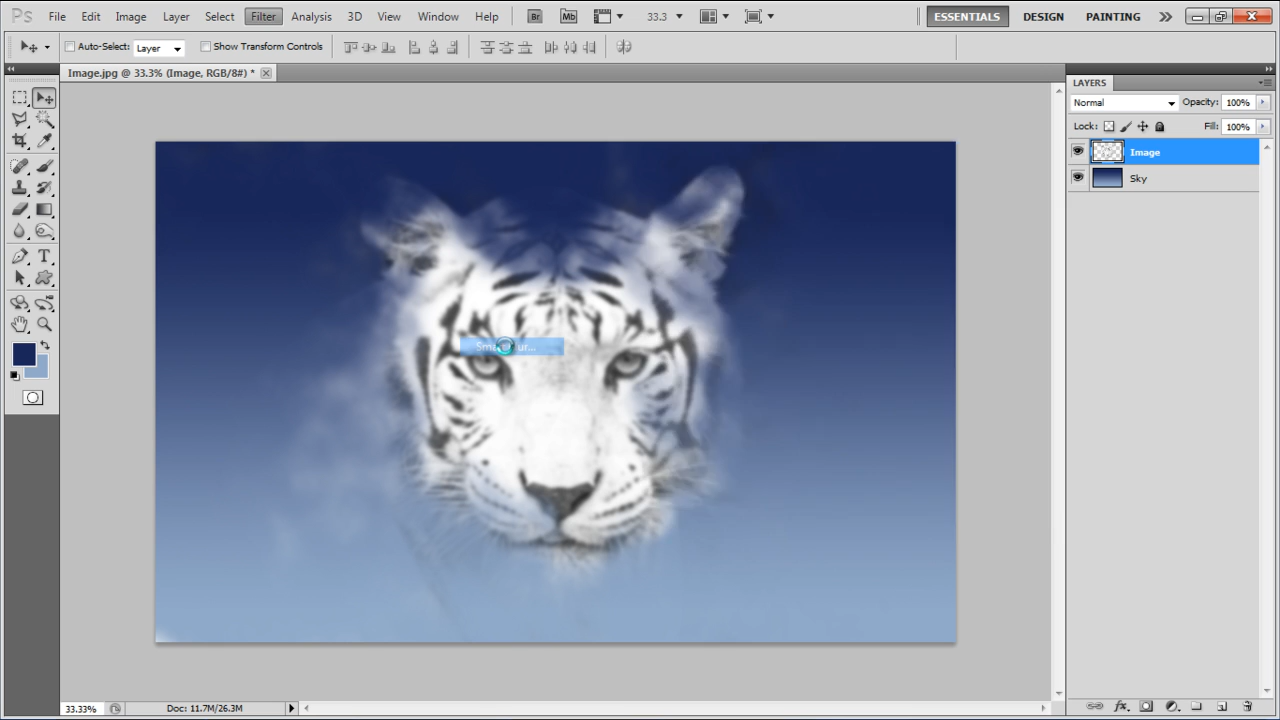 Ps File Edit Image Layer Select Filter Analysis 3D View Window Help Br Mb 33.3 ESSENTIALS DESIGN PAINTING
Auto-Select: Layer Show Transform Controls
Image.jpg @ 33.3% (Image, RGB/8#) *
LAYERS
Normal Opacity: 100%
Lock: Fill: 100%
Image
Sky
T
33.33% Doc: 11.7M/26.3M
fx